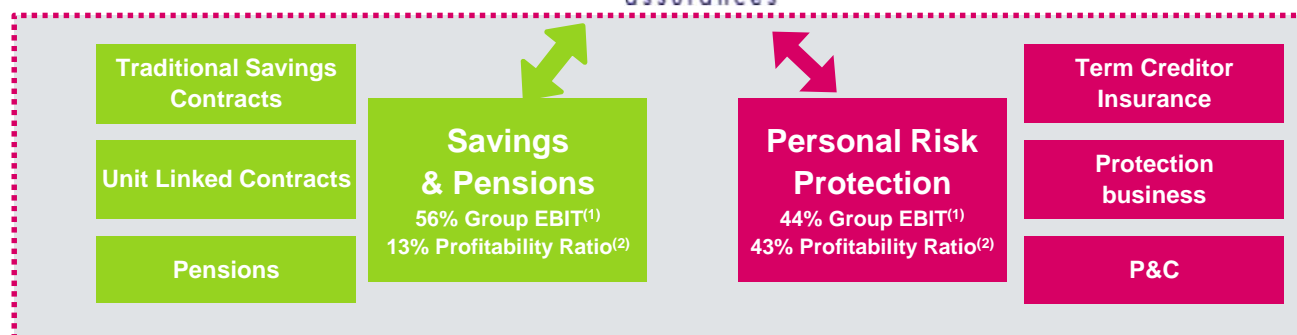 assurances
Traditional Savings
Contracts
Unit Linked Contracts
Pensions
Savings
& Pensions
56% Group EBIT(1)
13% Profitability Ratio(2)
Personal Risk
Protection
44% Group EBIT(1)
43% Profitability Ratio(2)
Term Creditor
Insurance
Protection
business
P&C